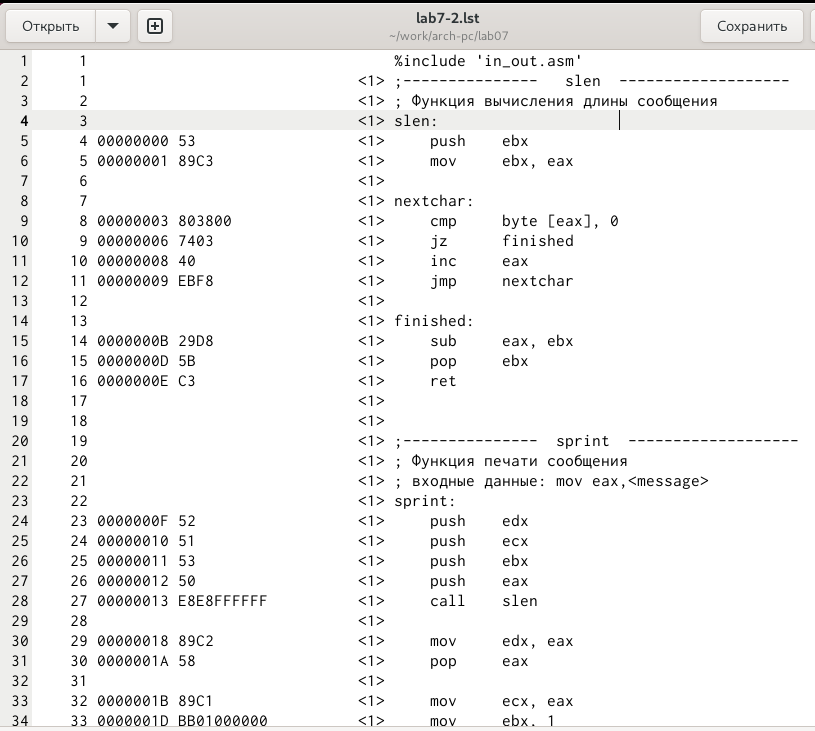 Открыть
lab7-2.lst
~/work/arch-pc/lab07
Сохранить
1 1 %include 'in_out.asm'
2 1 <1> ;--------------- slen -------------------
3 2 <1> ; Функция вычисления длины сообщения
4 3 <1> slen:
5 4 00000000 53 <1> push ebx
6 5 00000001 89C3 <1> mov ebx, eax
7 6 <1>
8 7 <1> nextchar:
9 8 00000003 803800 <1> cmp byte [eax], 0
10 9 00000006 7403 <1> jz finished
11 10 00000008 40 <1> inc eax
12 11 00000009 EBF8 <1> jmp nextchar
13 12 <1>
14 13 <1> finished:
15 14 0000000B 29D8 <1> sub eax, ebx
16 15 0000000D 5B <1> pop ebx
17 16 0000000E C3 <1> ret
18 17 <1>
19 18 <1>
20 19 <1> ;--------------- sprint -------------------
21 20 <1> ; Функция печати сообщения
22 21 <1> ; входные данные: mov eax,<message>
23 22 <1> sprint:
24 23 0000000F 52 <1> push edx
25 24 00000010 51 <1> push ecx
26 25 00000011 53 <1> push ebx
27 26 00000012 50 <1> push eax
28 27 00000013 E8E8FFFFFF <1> call slen
29 28 <1>
30 29 00000018 89C2 <1> mov edx, eax
31 30 0000001A 58 <1> pop eax
32 31 <1>
33 32 0000001B 89C1 <1> mov ecx, eax
34 33 0000001D BB01000000 <1> mov ebx, 1